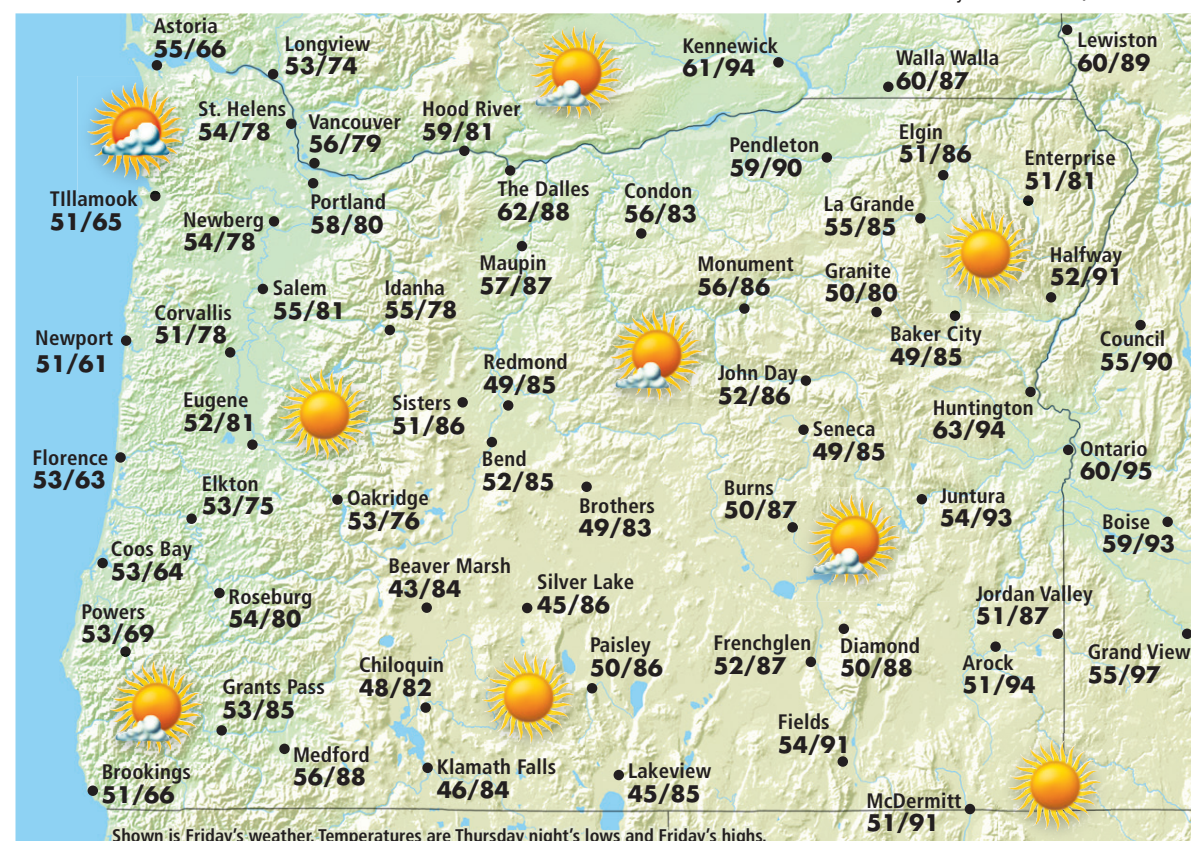 Astoria
55/66
Longview
53/74
Kennewick
61/94
Walla Walla
60/87
Lewiston
60/89
St. Helens
54/78
Vancouver
56/79
Hood River
59/81
Pendleton
59/90
Elgin
51/86
Enterprise
51/81
TIllamook
51/65
Newberg
54/78
Portland
58/80
The Dalles
62/88
Condon
56/83
La Grande
55/85
Maupin
57/87
Monument
56/86
Granite
50/80
Halfway
52/91
Salem
55/81
Idanha
55/78
Corvallis
51/78
Newport
51/61
Baker City
49/85
Council
55/90
Redmond
49/85
John Day
52/86
Eugene
52/81
Sisters
51/86
Huntington
63/94
Seneca
49/85
Ontario
60/95
Florence
53/63
Bend
52/85
Elkton
53/75
Oakridge
53/76
Brothers
49/83
Burns
50/87
Juntura
54/93
Boise
59/93
Coos Bay
53/64
Beaver Marsh
43/84
Silver Lake
45/86
Roseburg
54/80
Jordan Valley
51/87
Powers
53/69
Paisley
50/86
Frenchglen
52/87
Diamond
50/88
Arock
51/94
Grand View
55/97
Chiloquin
48/82
Grants Pass
53/85
Fields
54/91
Medford
56/88
Klamath Falls
46/84
Lakeview
45/85
Brookings
51/66
McDermitt
51/91
Shown is Friday's weather. Temperatures are Thursday night's lows and Friday's highs.